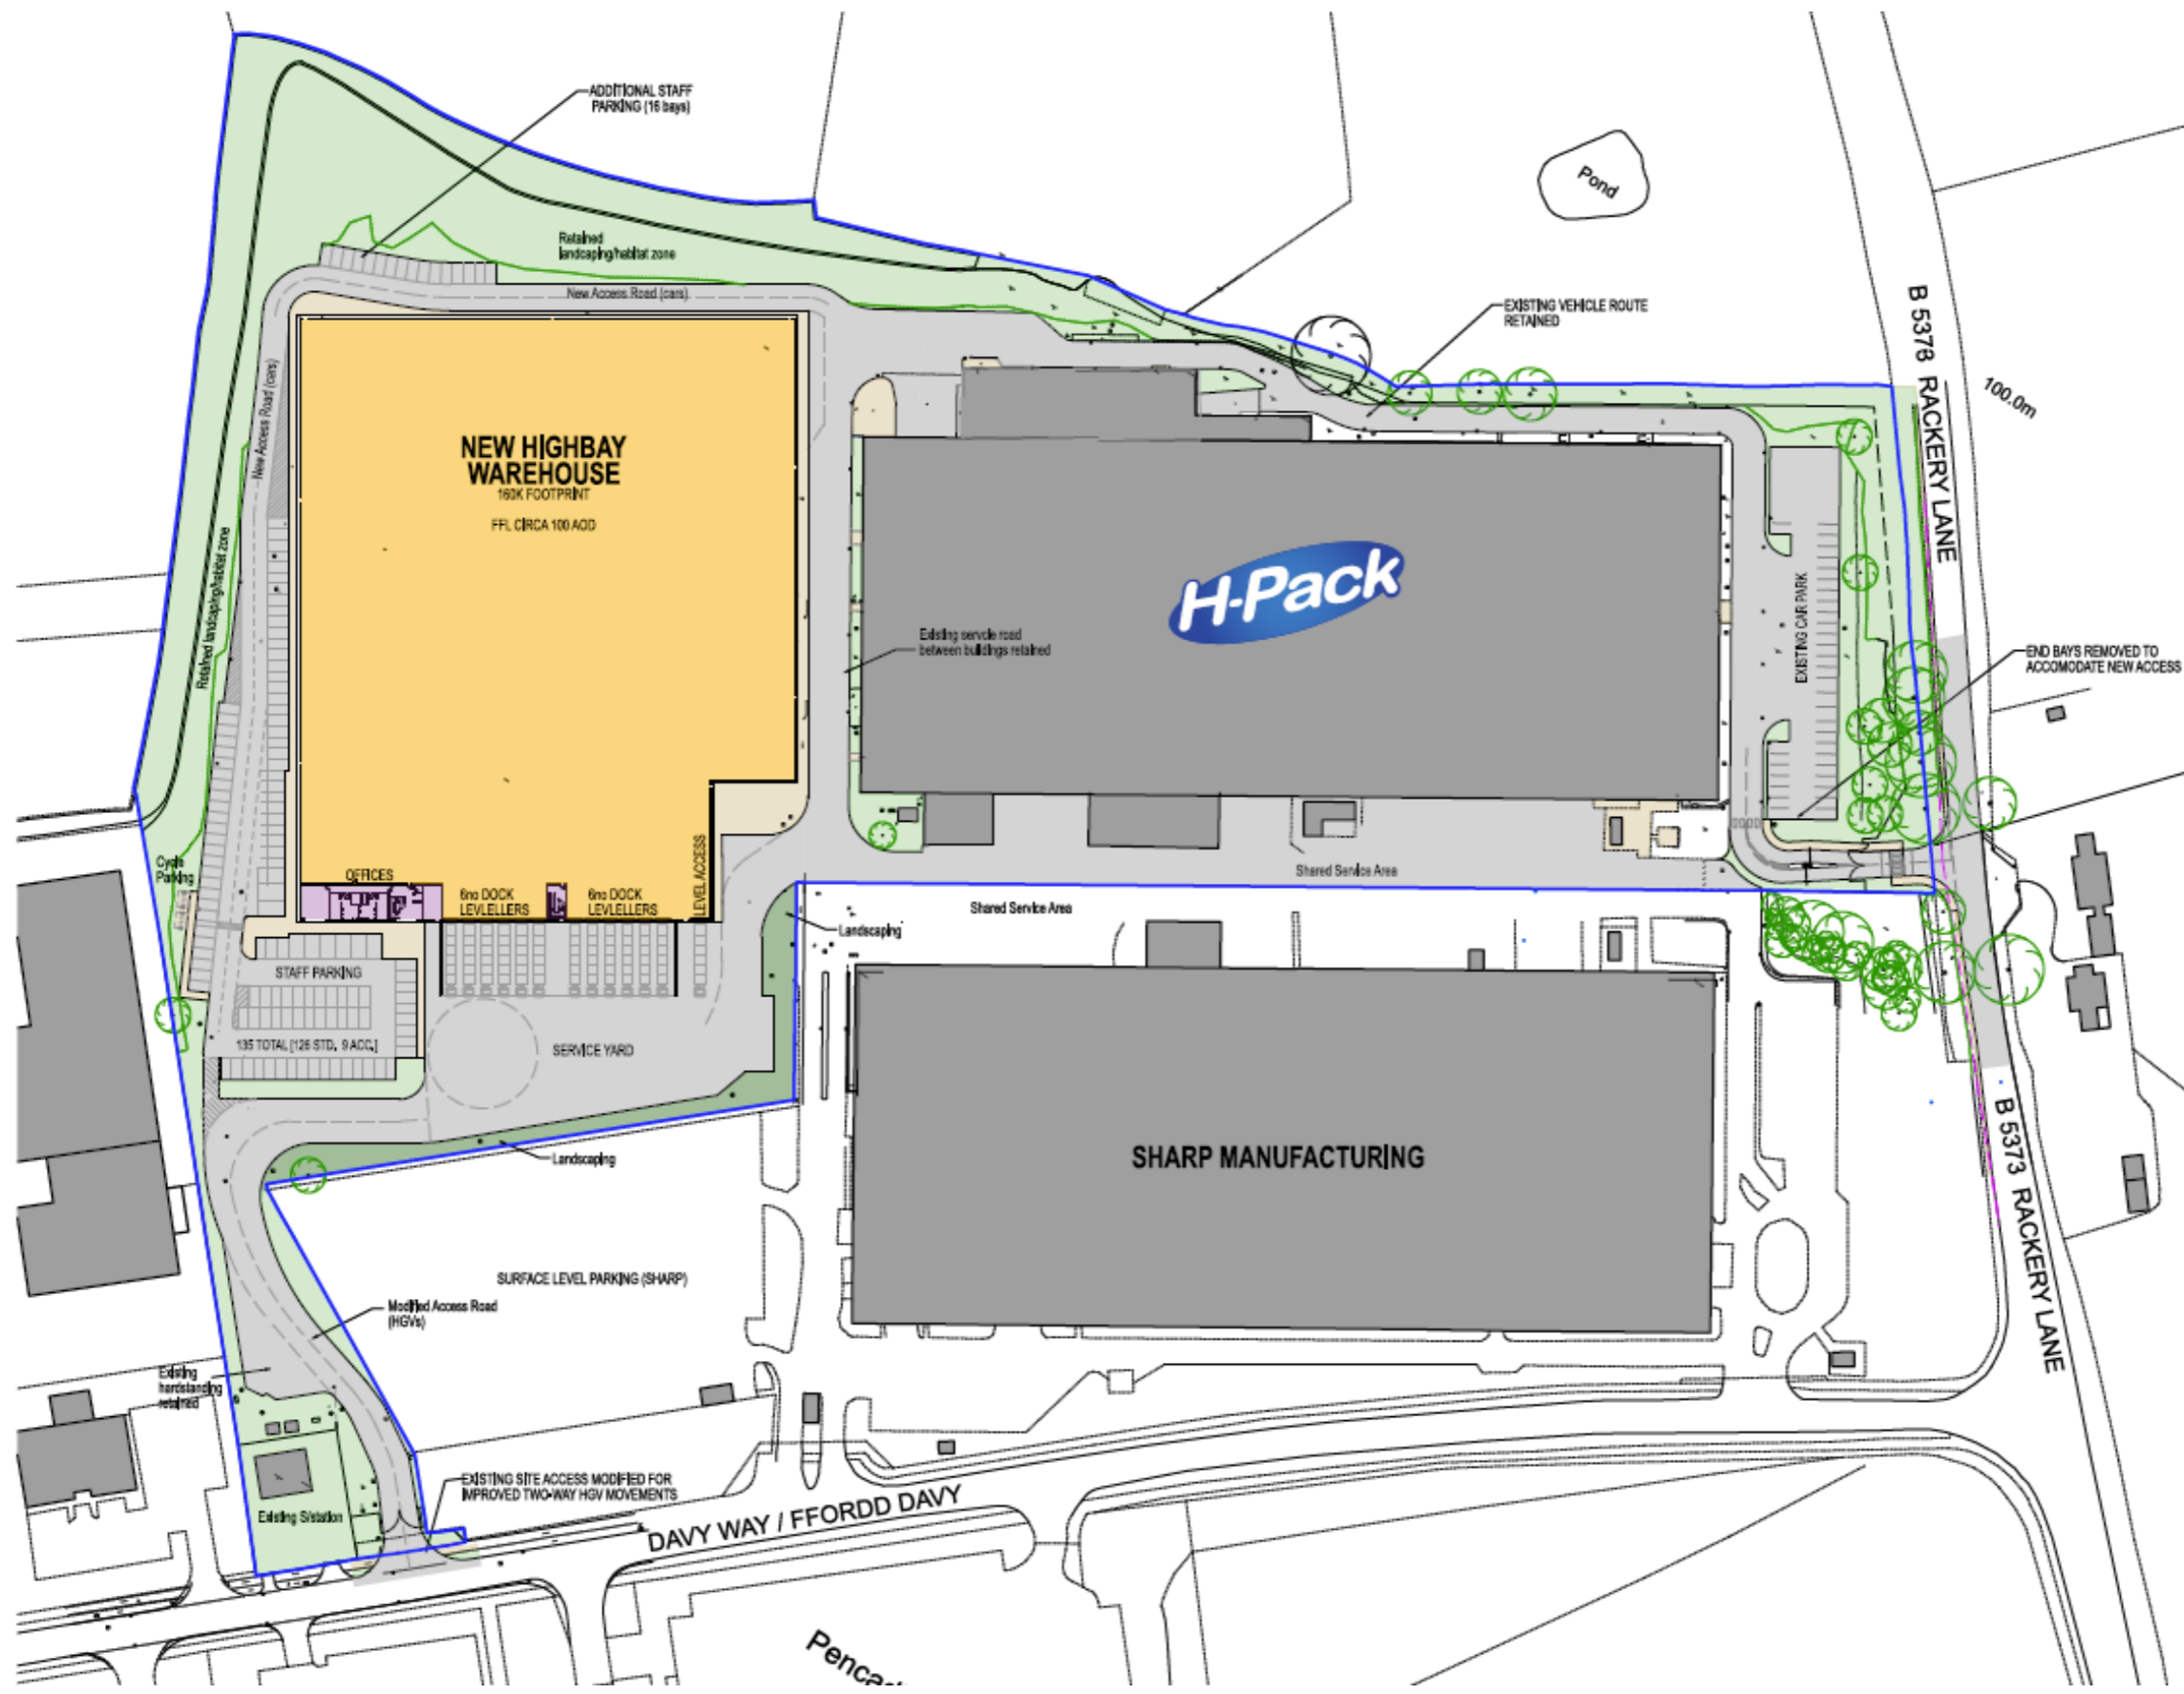 ADDITIONAL STAFF
PARKING (16 bays)
Pond
Retained
landcaping/habitat zone
New Access Road (cars)
EXISTING VEHICLE ROUTE
RETAINED
B 5378 RACKERY LANE
100.0m
New Access Road (cars)
NEW HIGHBAY
WAREHOUSE
160K FOOTPRINT
FFL CIRCA 100 AOD
H-Pack
Retained landcaping/habitat zone
Existing servcie road
between buildings retained
EXISTING CAR PARK
END BAYS REMOVED TO
ACCOMODATE NEW ACCESS
Cycle
Parking
OFFICES
6no DOCK
LEVLELLERS
6no DOCK
LEVLELLERS
LEVEL ACCESS
Shared Service Area
Shared Service Area
Landscaping
STAFF PARKING
135 TOTAL [126 STD, 9 ACC.]
SERVICE YARD
Landscaping
SHARP MANUFACTURING
B 5373 RACKERY LANE
SURFACE LEVEL PARKING (SHARP)
Modified Access Road
(HGVs)
Existing
hardstanding
retained
EXISTING SITE ACCESS MODIFIED FOR
IMPROVED TWO-WAY HGV MOVEMENTS
Existing S/station
DAVY WAY / FFORDD DAVY